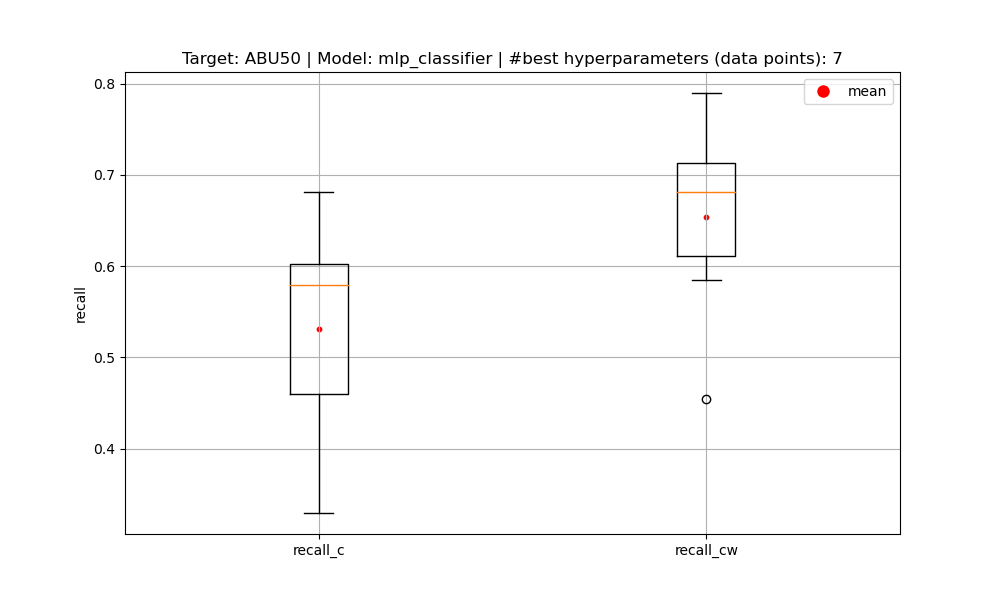 Target: ABU50 | Model: mlp_classifier | #best hyperparameters (data points): 7
mean
0.8
0.7
0.6
0.5
0.4
recall
recall_c
recall_cw